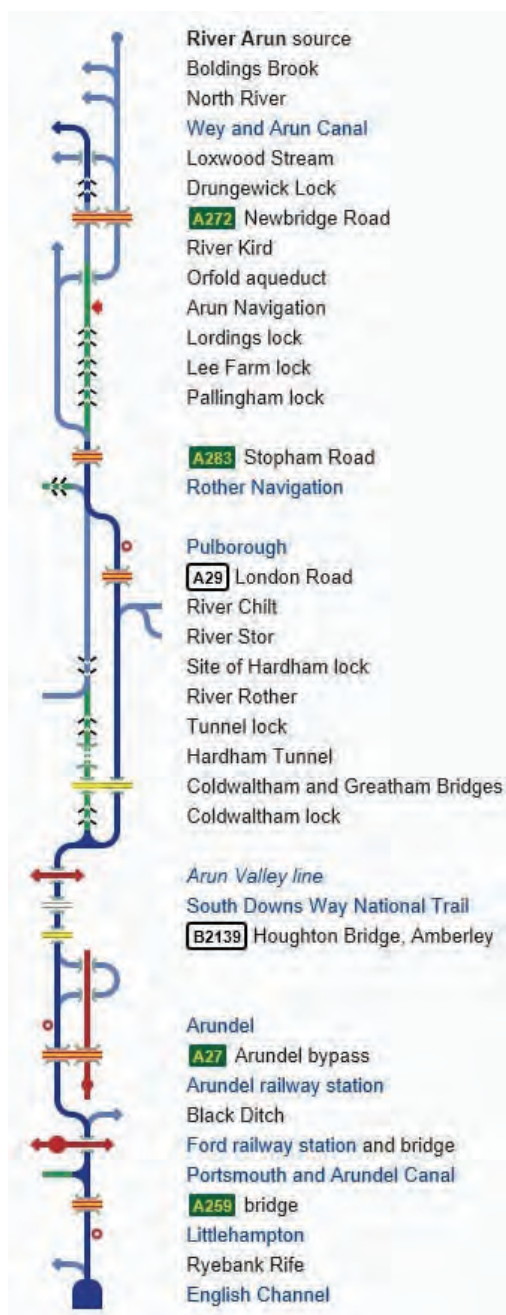 River Arun source
Boldings Brook
North River
Wey and Arun Canal
Loxwood Stream
Drungewick Lock
A272 Newbridge Road
River Kird
Orfold aqueduct
Arun Navigation
Lordings lock
Lee Farm lock
Pallingham lock
A283 Stopham Road
Rother Navigation
Pulborough
A29 London Road
River Chilt
River Stor
Site of Hardham lock
River Rother
Tunnel lock
Hardham Tunnel
Coldwaltham and Greatham Bridges
Coldwaltham lock
Arun Valley line
South Downs Way National Trail
B2139 Houghton Bridge, Amberley
Arundel
A27 Arundel bypass
Arundel railway station
Black Ditch
Ford railway station and bridge
Portsmouth and Arundel Canal
A259 bridge
Littlehampton
Ryebank Rife
English Channel